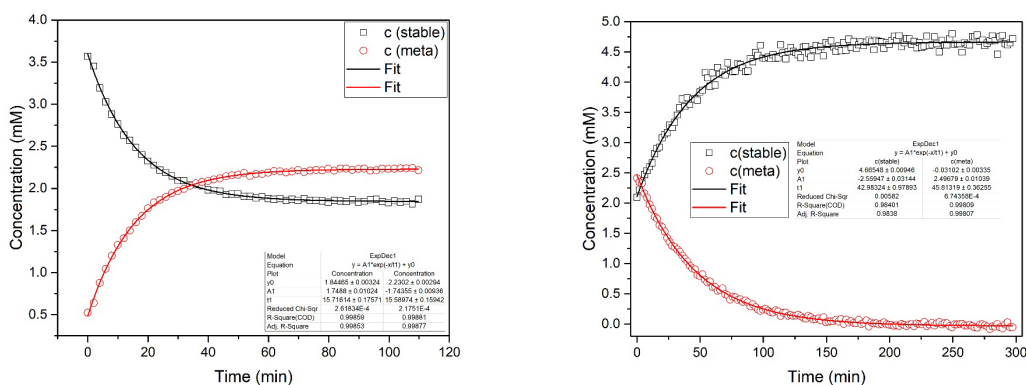 4.0
3.5
3.0
2.5
2.0
1.5
1.0
0.5
Concentration (mM)
c (stable)
c (meta)
Fit
Fit
Model ExpDec1
Equation y = A1*exp(-x/t1) + y0
Plot Concentration Concentration
y0 1.84465 ± 0.00324 2.2302 ± 0.00294
A1 1.7488 ± 0.01024 -1.74355 ± 0.00936
t1 15.71614 ± 0.17571 15.58974 ± 0.15942
Reduced Chi-Sqr 2.61834E-4 2.1751E-4
R-Square(COD) 0.99859 0.99881
Adj. R-Square 0.99853 0.99877
0 20 40 60 80 100 120
Time (min)
5.0
4.5
4.0
3.5
3.0
2.5
2.0
1.5
1.0
0.5
0.0
Concentration (mM)
c(stable)
c(meta)
Fit
Fit
Model ExpDec1
Equation y = A1*exp(-x/t1) + y0
Plot c(stable) c(meta)
y0 4.66548 ± 0.00946 -0.03102 ± 0.00335
A1 -2.55947 ± 0.03144 2.49679 ± 0.01039
t1 42.98324 ± 0.97893 45.81319 ± 0.36255
Reduced Chi-Sqr 0.00582 6.74358E-4
R-Square(COD) 0.98401 0.99809
Adj. R-Square 0.9838 0.99807
0 50 100 150 200 250 300
Time (min)